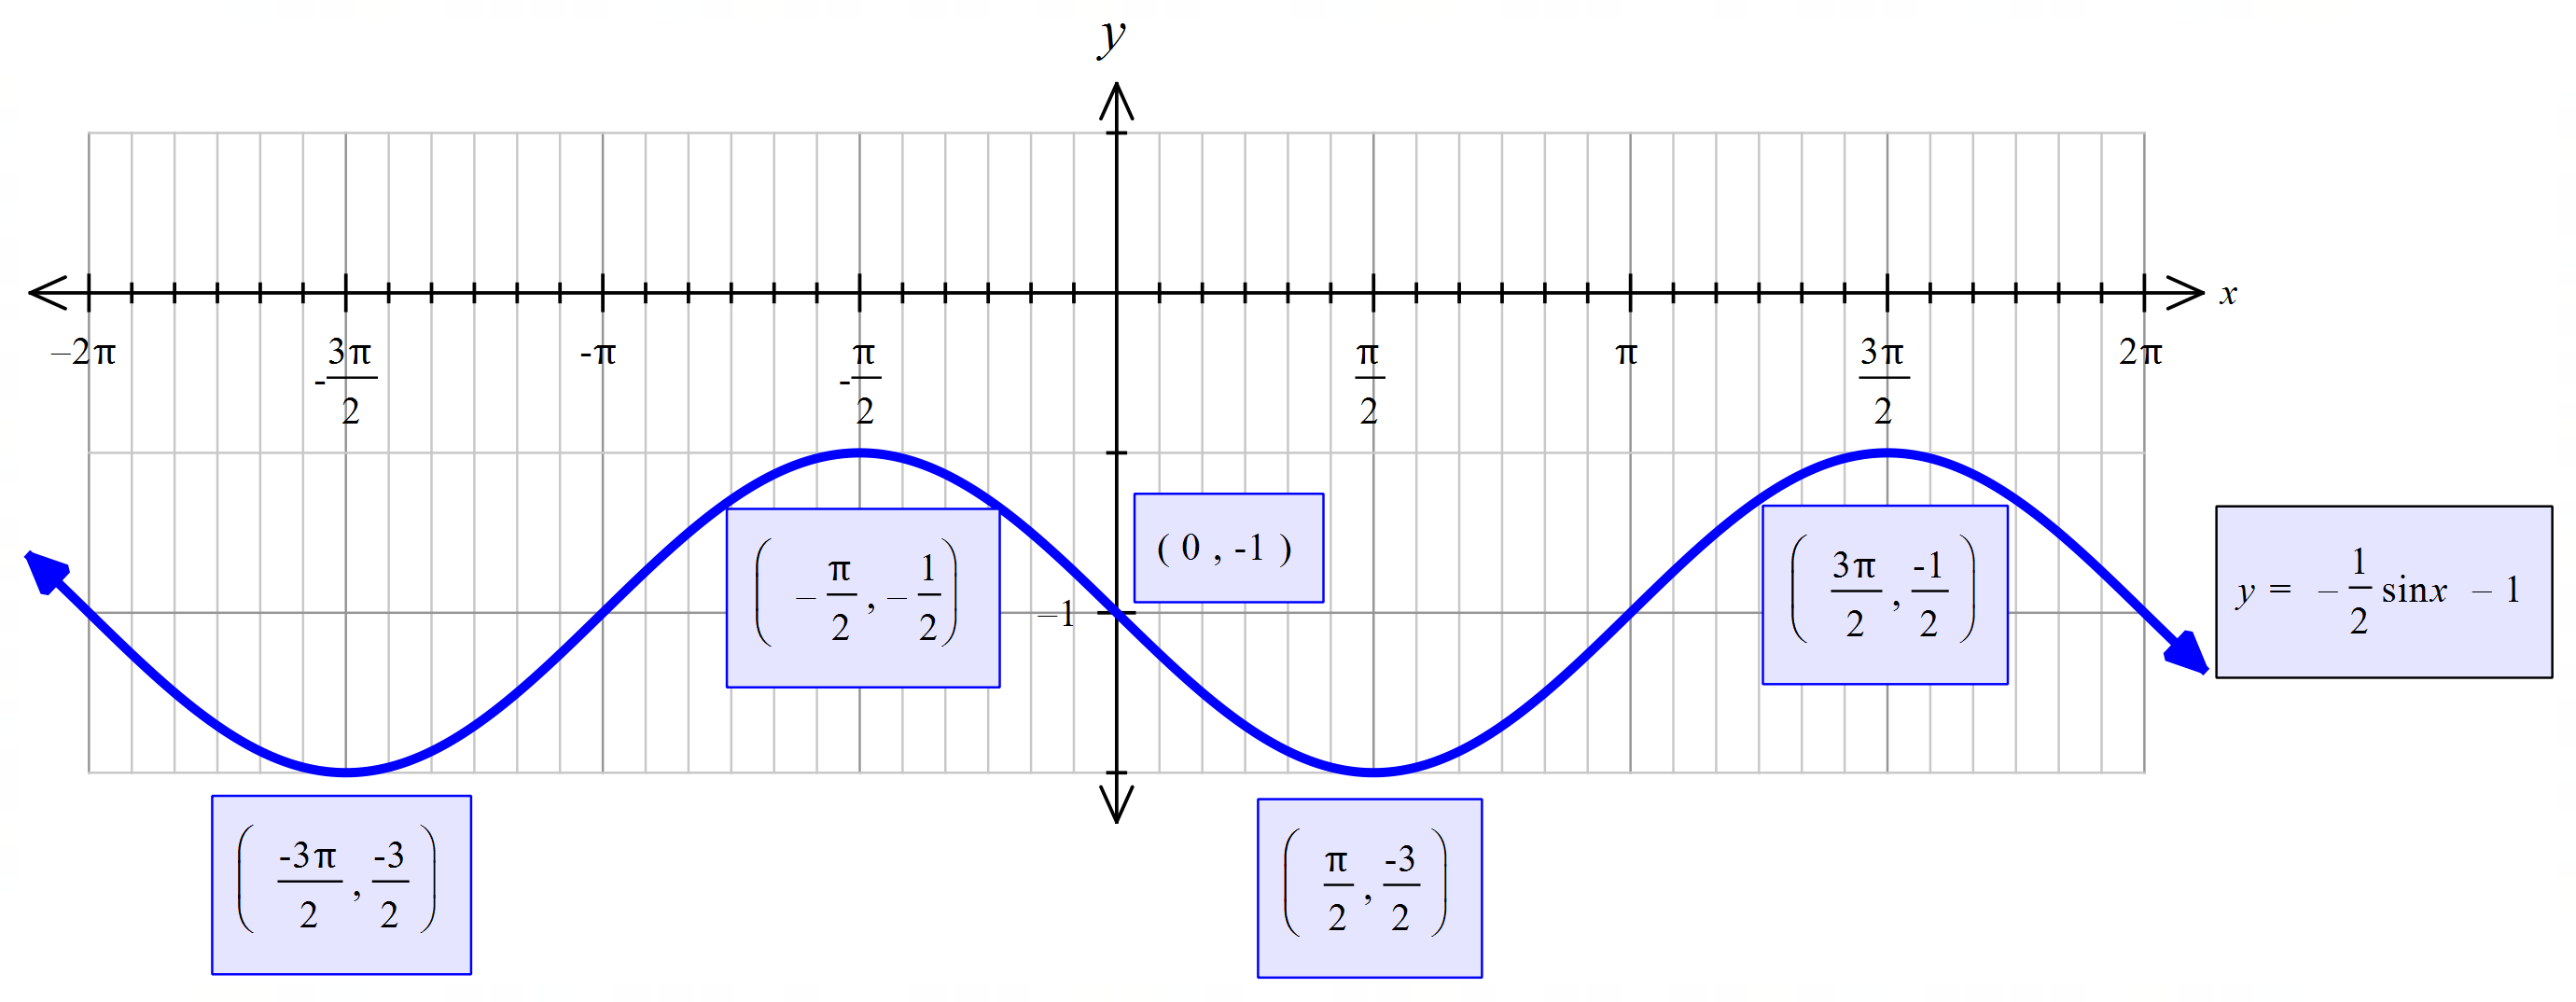 y
x
–2π
-3π/2
-π
-π/2
π/2
π
3π/2
2π
( 0 , -1 )
( –π/2 , –1/2 )
–1
( 3π/2 , -1/2 )
y = –1/2 sinx – 1
( -3π/2 , -3/2 )
( π/2 , -3/2 )